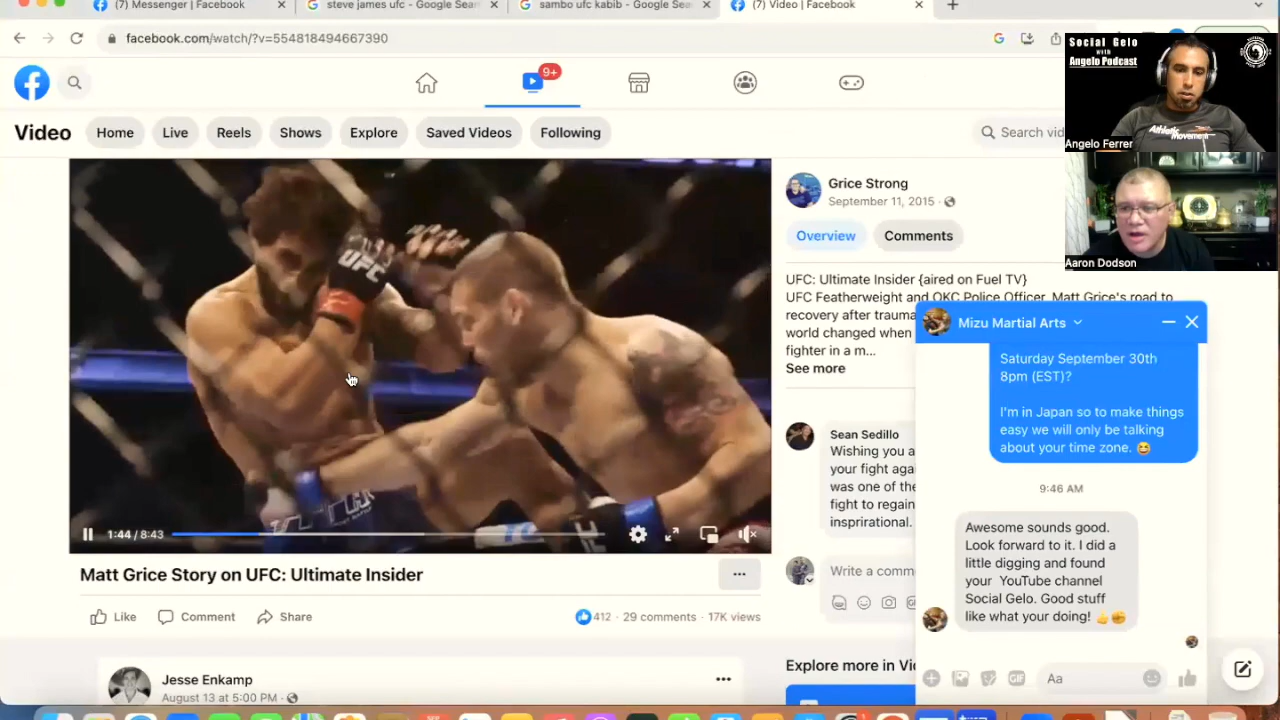 (7) Messenger | Facebook
steve james ufc - Google Sear
sambo ufc kabib - Google Sea
(7) Video | Facebook
facebook.com/watch/?v=554818494667390
9+
Video
Home
Live
Reels
Shows
Explore
Saved Videos
Following
Search vid
Social Gelo
with
Angelo Podcast
Athletic
Movement
Angelo Ferrer
Aaron Dodson
UFC
1:44 / 8:43
Matt Grice Story on UFC: Ultimate Insider
Like
Comment
Share
412 · 29 comments · 17K views
Jesse Enkamp
August 13 at 5:00 PM ·
Grice Strong
September 11, 2015 ·
Overview
Comments
UFC: Ultimate Insider {aired on Fuel TV}
UFC Featherweight and OKC Police Officer, Matt Grice's road to
recovery after trauma
world changed when
fighter in a m...
See more
Sean Sedillo
Wishing you a
your fight aga
was one of the
fight to regain
insprirational.
Write a comm
Explore more in Vi
Mizu Martial Arts
Saturday September 30th
8pm (EST)?
I'm in Japan so to make things
easy we will only be talking
about your time zone. 😅
9:46 AM
Awesome sounds good.
Look forward to it. I did a
little digging and found
your YouTube channel
Social Gelo. Good stuff
like what your doing! 🤙✊
GIF
Aa